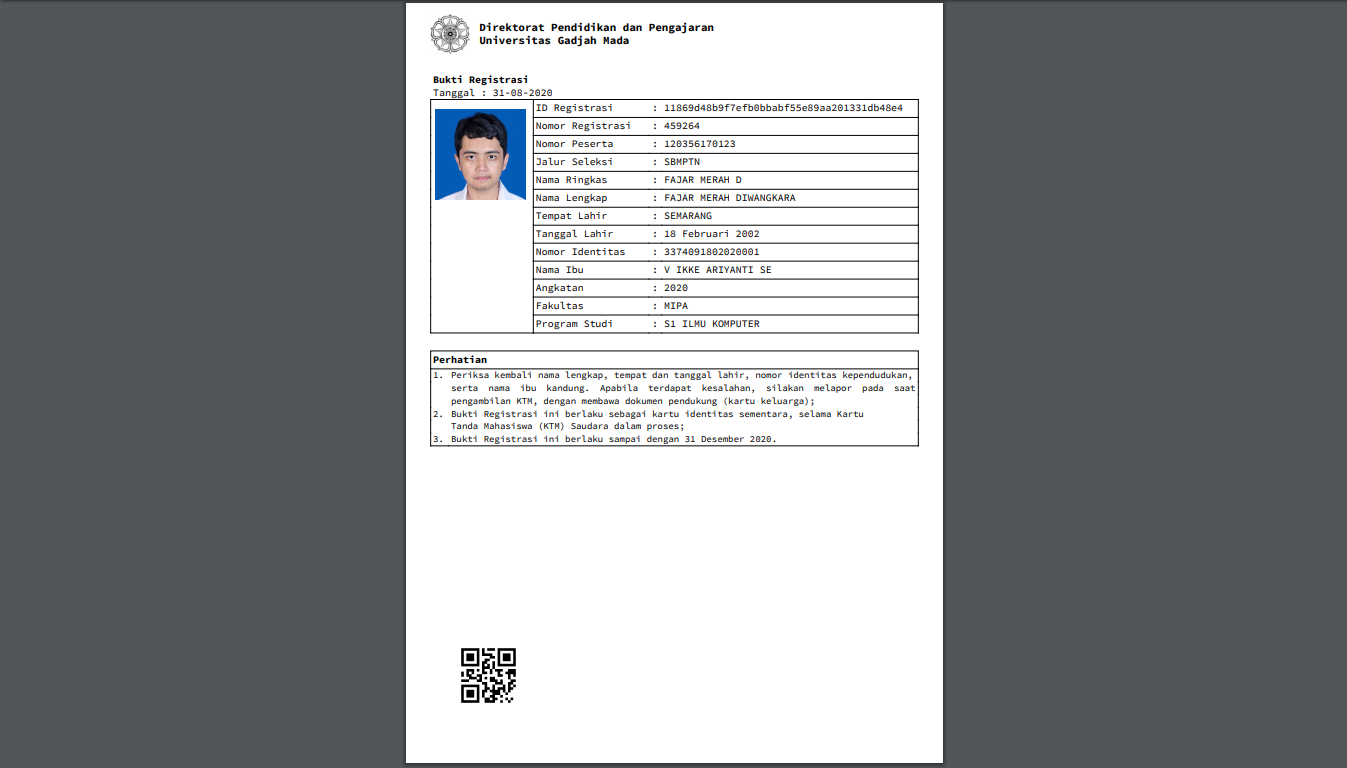 Direktorat Pendidikan dan Pengajaran
Universitas Gadjah Mada
Bukti Registrasi
Tanggal : 31-08-2020
ID Registrasi : 11869d48b9f7efb0bbabf55e89aa201331db48e4
Nomor Registrasi : 459264
Nomor Peserta : 120356170123
Jalur Seleksi : SBMPTN
Nama Ringkas : FAJAR MERAH D
Nama Lengkap : FAJAR MERAH DIWANGKARA
Tempat Lahir : SEMARANG
Tanggal Lahir : 18 Februari 2002
Nomor Identitas : 3374091802020001
Nama Ibu : V IKKE ARIYANTI SE
Angkatan : 2020
Fakultas : MIPA
Program Studi : S1 ILMU KOMPUTER
Perhatian
1. Periksa kembali nama lengkap, tempat dan tanggal lahir, nomor identitas kependudukan,
serta nama ibu kandung. Apabila terdapat kesalahan, silakan melapor pada saat
pengambilan KTM, dengan membawa dokumen pendukung (kartu keluarga);
2. Bukti Registrasi ini berlaku sebagai kartu identitas sementara, selama Kartu
Tanda Mahasiswa (KTM) Saudara dalam proses;
3. Bukti Registrasi ini berlaku sampai dengan 31 Desember 2020.